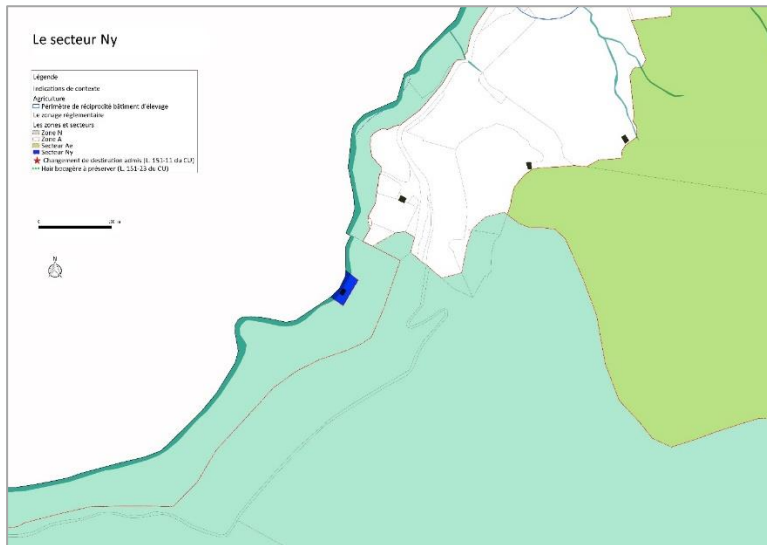 Le secteur Ny
Légende
Indications de contexte
Agriculture
Périmètre de réciprocité bâtiment d'élevage
Le zonage réglementaire
Les zones et secteurs
Zone N
Zone A
Secteur Ae
Secteur Ny
Changement de destination admis (L. 151-11 du CU)
Hair bocagère à préserver (L. 151-23 du CU)
0
N